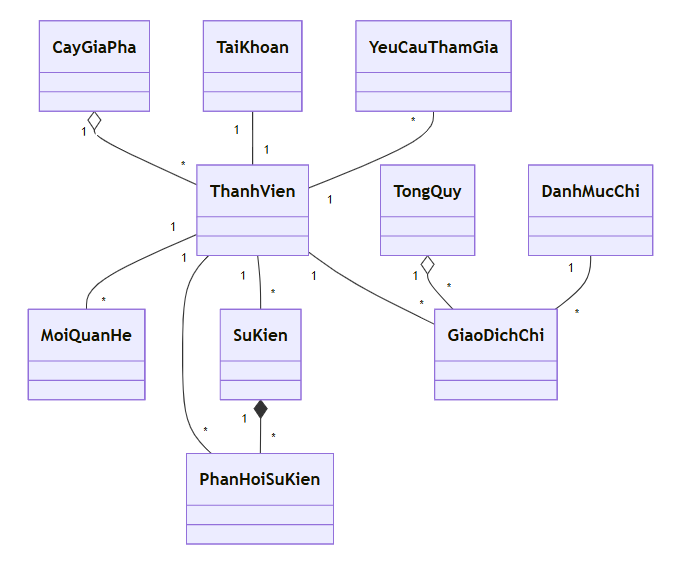 CayGiaPha
TaiKhoan
YeuCauThamGia
1
*
1
1
*
1
ThanhVien
TongQuy
DanhMucChi
1
*
1
*
1
*
1
*
1
*
1
*
MoiQuanHe
SuKien
GiaoDichChi
1
*
*
PhanHoiSuKien